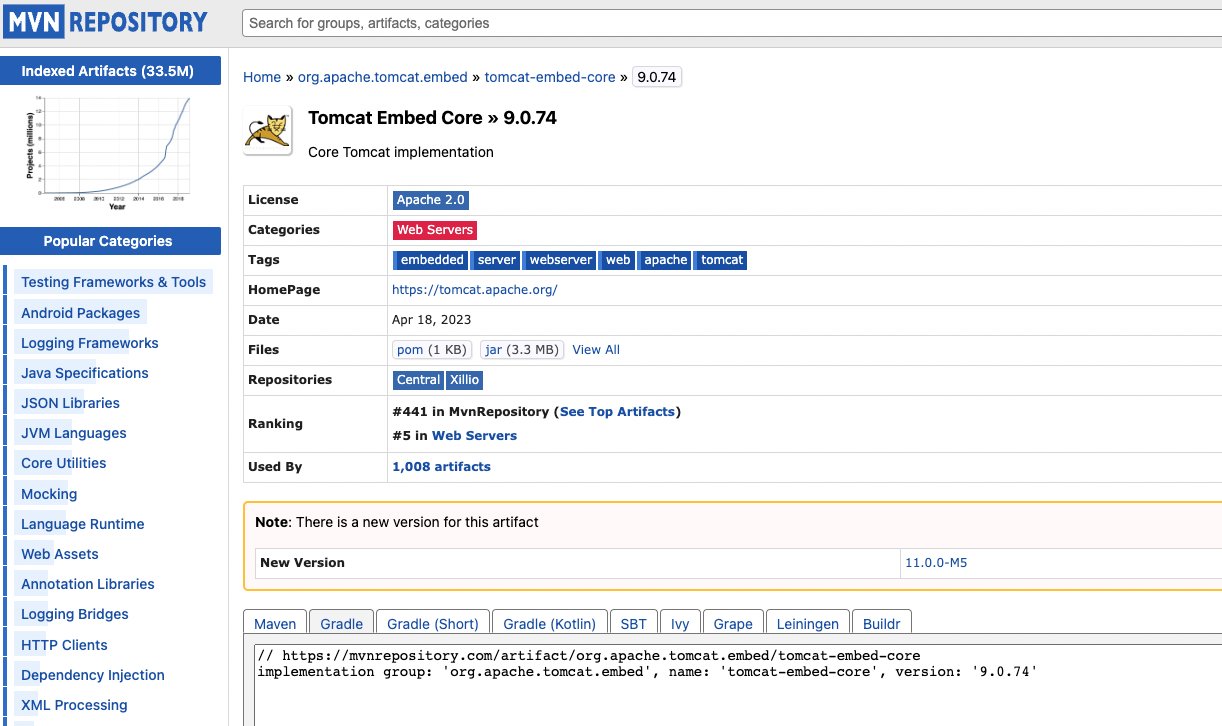 MVN REPOSITORY
Search for groups, artifacts, categories
Indexed Artifacts (33.5M)
Projects (millions)
Year
Popular Categories
Testing Frameworks & Tools
Android Packages
Logging Frameworks
Java Specifications
JSON Libraries
JVM Languages
Core Utilities
Mocking
Language Runtime
Web Assets
Annotation Libraries
Logging Bridges
HTTP Clients
Dependency Injection
XML Processing
Home » org.apache.tomcat.embed » tomcat-embed-core » 9.0.74
Tomcat Embed Core » 9.0.74
Core Tomcat implementation
License Apache 2.0
Categories Web Servers
Tags embedded server webserver web apache tomcat
HomePage https://tomcat.apache.org/
Date Apr 18, 2023
Files pom (1 KB) jar (3.3 MB) View All
Repositories Central Xillio
Ranking #441 in MvnRepository (See Top Artifacts)
#5 in Web Servers
Used By 1,008 artifacts
Note: There is a new version for this artifact
New Version 11.0.0-M5
Maven Gradle Gradle (Short) Gradle (Kotlin) SBT Ivy Grape Leiningen Buildr
// https://mvnrepository.com/artifact/org.apache.tomcat.embed/tomcat-embed-core
implementation group: 'org.apache.tomcat.embed', name: 'tomcat-embed-core', version: '9.0.74'